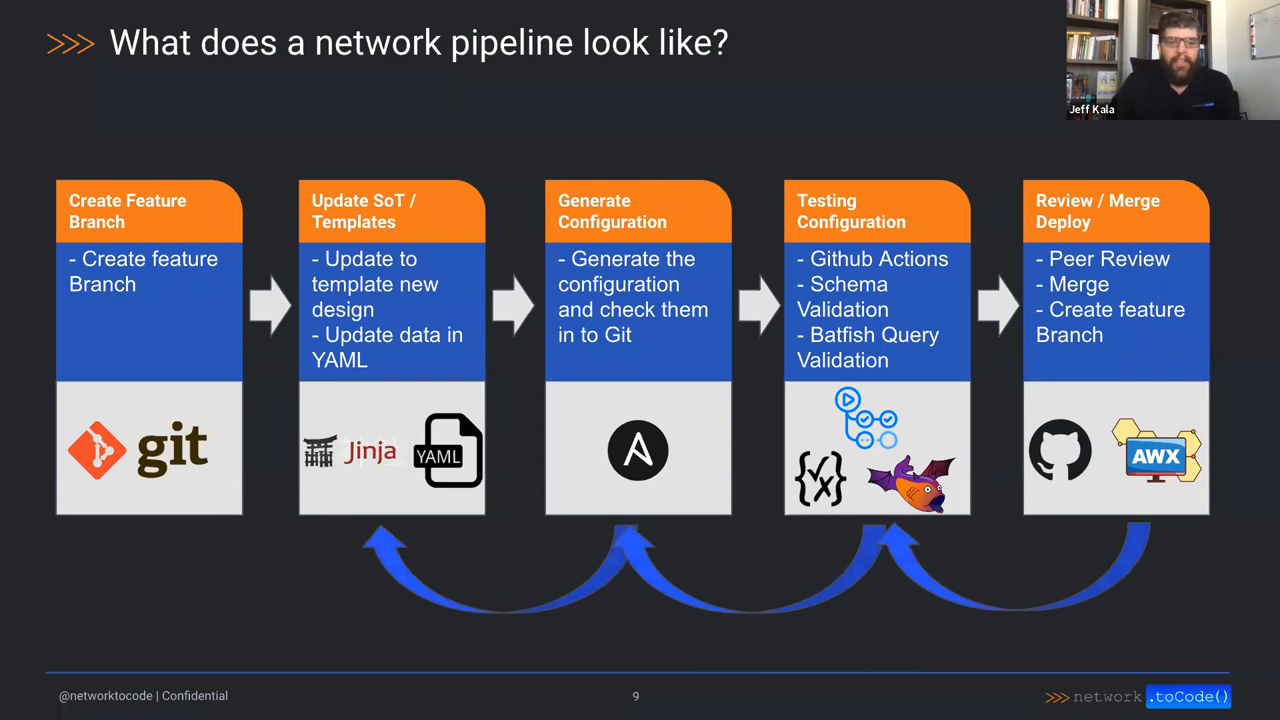 >>> What does a network pipeline look like?
Jeff Kala
Create Feature
Branch
- Create feature
Branch
git
Update SoT /
Templates
- Update to
template new
design
- Update data in
YAML
Jinja
YAML
Generate
Configuration
- Generate the
configuration
and check them
in to Git
Testing
Configuration
- Github Actions
- Schema
Validation
- Batfish Query
Validation
Review / Merge
Deploy
- Peer Review
- Merge
- Create feature
Branch
AWX
@networktocode | Confidential
9
>>> network .toCode()